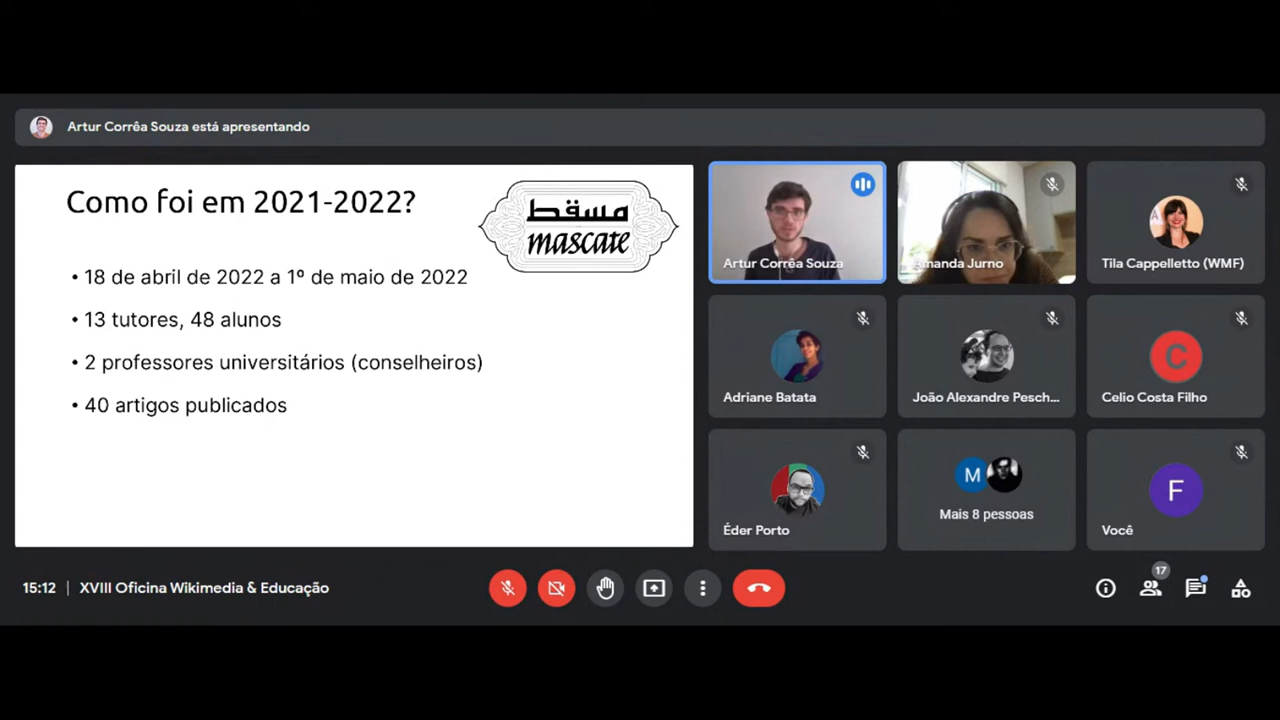 Artur Corrêa Souza está apresentando
Como foi em 2021-2022?
مسقط
mascate
• 18 de abril de 2022 a 1º de maio de 2022
• 13 tutores, 48 alunos
• 2 professores universitários (conselheiros)
• 40 artigos publicados
Artur Corrêa Souza
Amanda Jurno
Tila Cappelletto (WMF)
Adriane Batata
João Alexandre Pesch...
C
Celio Costa Filho
Éder Porto
M
Mais 8 pessoas
F
Você
15:12 | XVIII Oficina Wikimedia & Educação
17